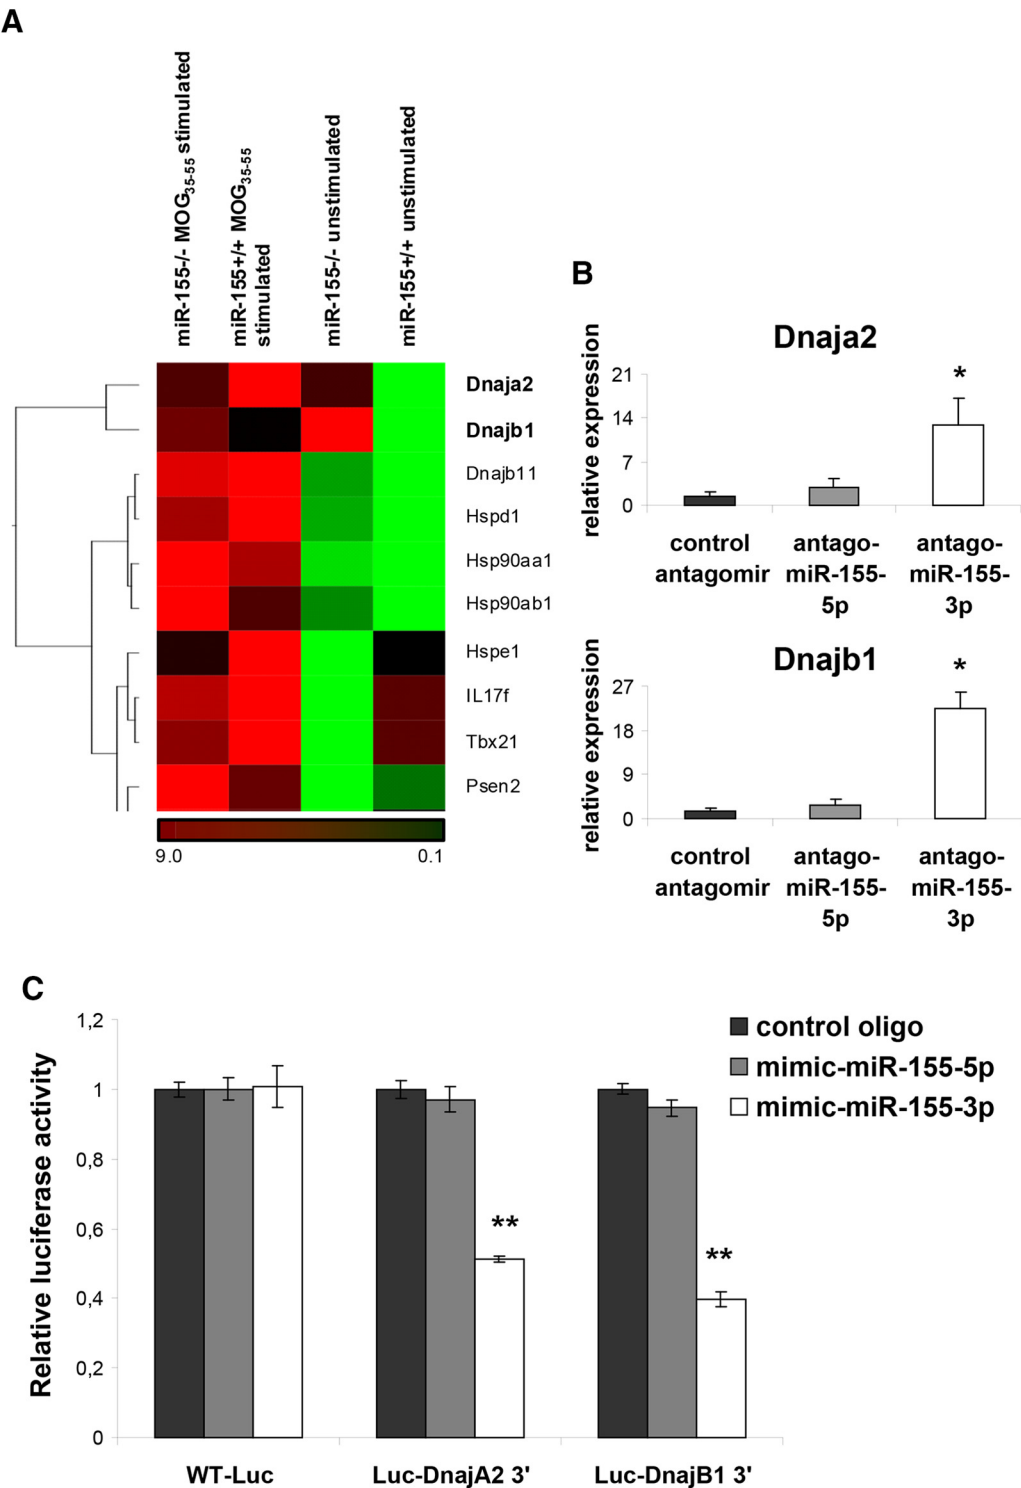 A
miR-155-/- MOG35-55 stimulated
miR-155+/+ MOG35-55
stimulated
miR-155-/- unstimulated
miR-155+/+ unstimulated
Dnaja2
Dnajb1
Dnajb11
Hspd1
Hsp90aa1
Hsp90ab1
Hspe1
IL17f
Tbx21
Psen2
9.0
0.1
B
Dnaja2
relative expression
21
14
7
0
*
control
antagomir
antago-
miR-155-
5p
antago-
miR-155-
3p
Dnajb1
relative expression
27
18
9
0
*
control
antagomir
antago-
miR-155-
5p
antago-
miR-155-
3p
C
Relative luciferase activity
1,2
1
0,8
0,6
0,4
0,2
0
**
**
control oligo
mimic-miR-155-5p
mimic-miR-155-3p
WT-Luc
Luc-DnajA2 3'
Luc-DnajB1 3'